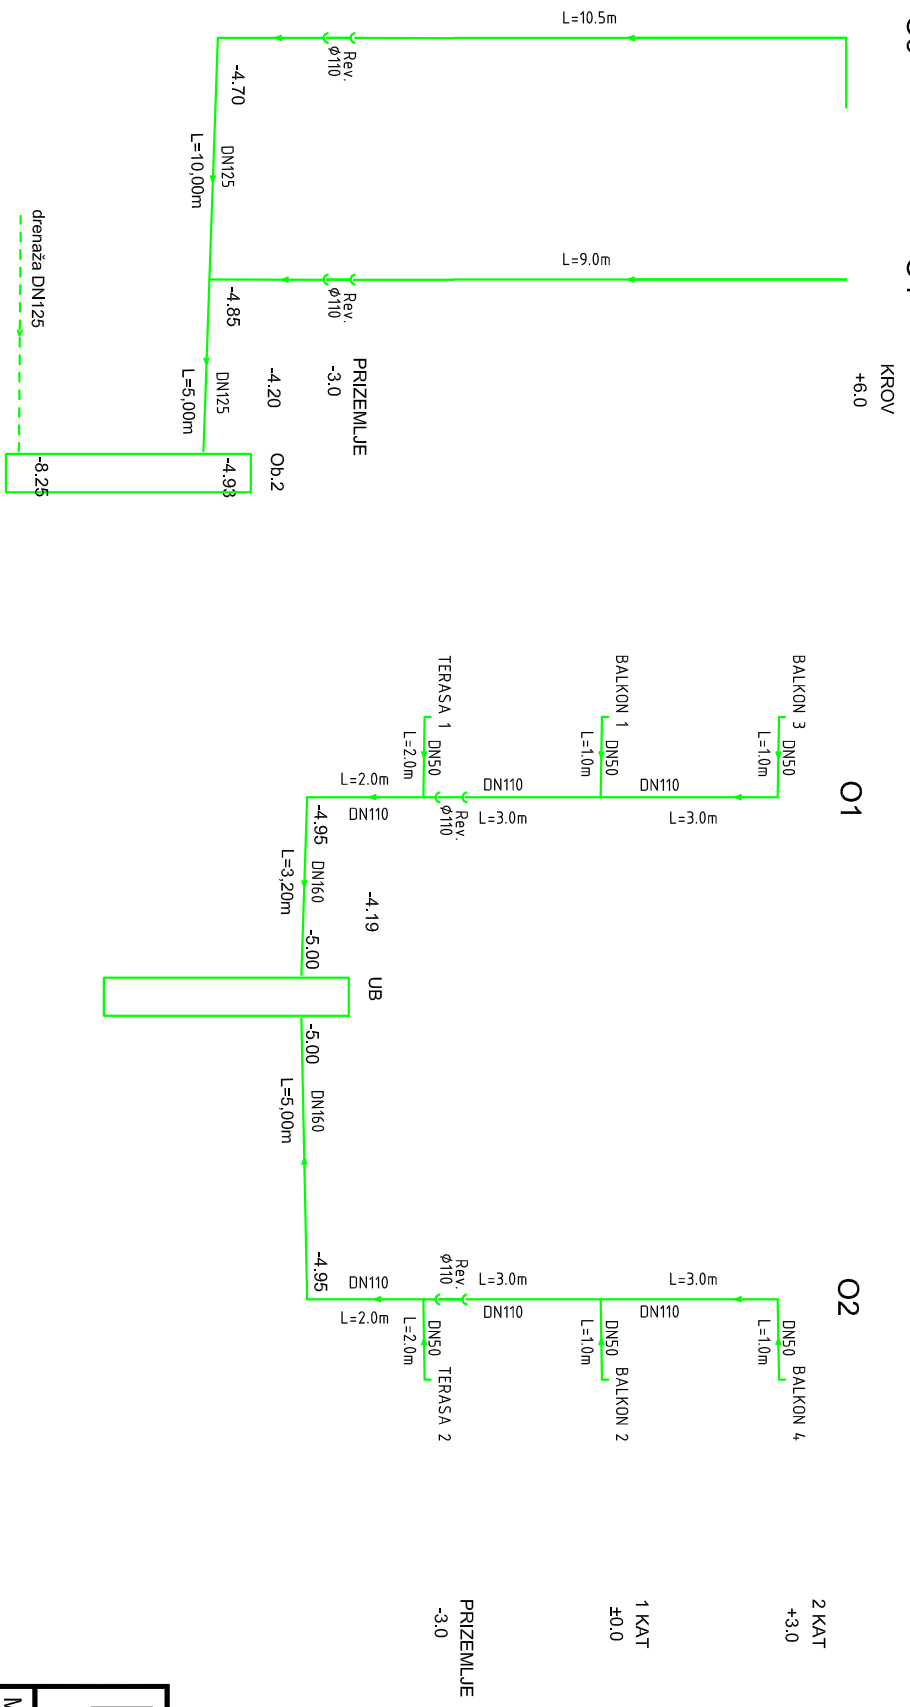 L=10.5m
Rev.
Ø110
-4.70
DN125
L=10,00m
drenaža DN125
L=9.0m
Rev.
Ø110
-4.85
DN125
L=5,00m
KROV
+6.0
PRIZEMLJE
-3.0
-4.20
Ob.2
-4.93
-8.25
O1
BALKON 3
DN50
L=1.0m
BALKON 1
DN50
L=1.0m
TERASA 1
DN50
L=2.0m
DN110
L=3.0m
DN110
L=3.0m
Rev.
Ø110
L=2.0m
DN110
-4.95
DN160
L=3,20m
-5.00
-4.19
UB
-5.00
DN160
L=5,00m
-4.95
O2
L=3.0m
DN110
L=3.0m
DN110
Rev.
Ø110
DN110
L=2.0m
DN50
L=1.0m
BALKON 4
DN50
L=1.0m
BALKON 2
DN50
L=2.0m
TERASA 2
2 KAT
+3.0
1 KAT
±0.0
PRIZEMLJE
-3.0